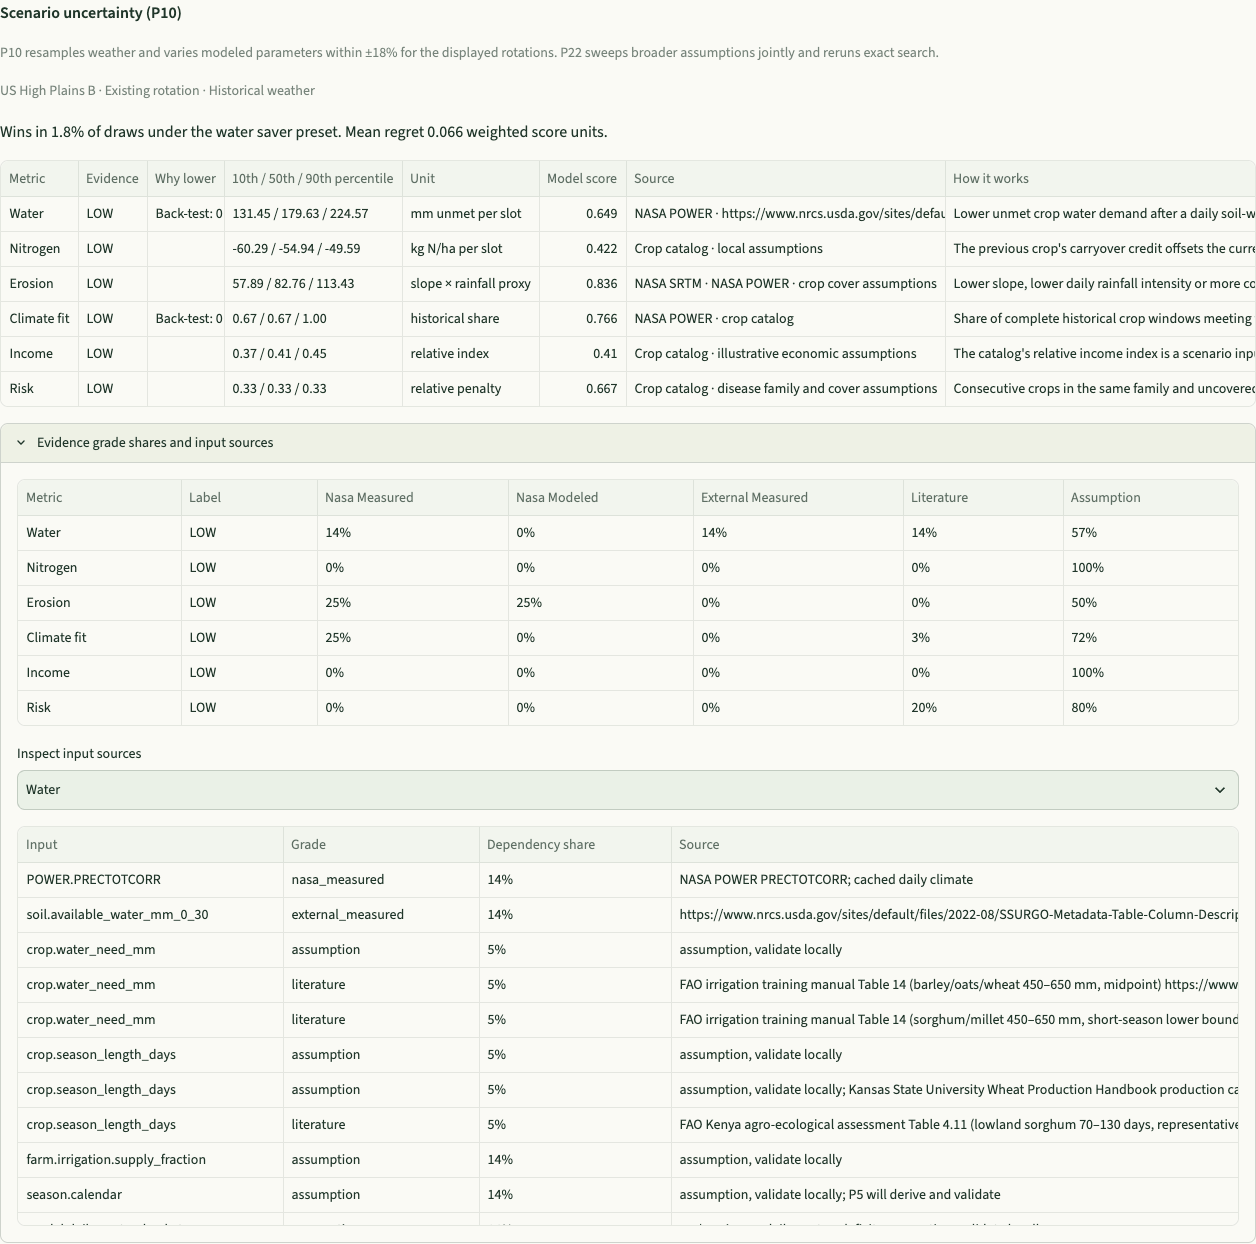 Scenario uncertainty (P10)
P10 resamples weather and varies modeled parameters within ±18% for the displayed rotations. P22 sweeps broader assumptions jointly and reruns exact search.
US High Plains B · Existing rotation · Historical weather
Wins in 1.8% of draws under the water saver preset. Mean regret 0.066 weighted score units.
Metric Evidence Why lower 10th / 50th / 90th percentile Unit Model score Source How it works
Water LOW Back-test: 0 131.45 / 179.63 / 224.57 mm unmet per slot 0.649 NASA POWER · https://www.nrcs.usda.gov/sites/defau Lower unmet crop water demand after a daily soil-w
Nitrogen LOW -60.29 / -54.94 / -49.59 kg N/ha per slot 0.422 Crop catalog · local assumptions The previous crop's carryover credit offsets the curre
Erosion LOW 57.89 / 82.76 / 113.43 slope × rainfall proxy 0.836 NASA SRTM · NASA POWER · crop cover assumptions Lower slope, lower daily rainfall intensity or more co
Climate fit LOW Back-test: 0 0.67 / 0.67 / 1.00 historical share 0.766 NASA POWER · crop catalog Share of complete historical crop windows meeting
Income LOW 0.37 / 0.41 / 0.45 relative index 0.41 Crop catalog · illustrative economic assumptions The catalog's relative income index is a scenario inpu
Risk LOW 0.33 / 0.33 / 0.33 relative penalty 0.667 Crop catalog · disease family and cover assumptions Consecutive crops in the same family and uncovered
Evidence grade shares and input sources
Metric Label Nasa Measured Nasa Modeled External Measured Literature Assumption
Water LOW 14% 0% 14% 14% 57%
Nitrogen LOW 0% 0% 0% 0% 100%
Erosion LOW 25% 25% 0% 0% 50%
Climate fit LOW 25% 0% 0% 3% 72%
Income LOW 0% 0% 0% 0% 100%
Risk LOW 0% 0% 0% 20% 80%
Inspect input sources
Water
Input Grade Dependency share Source
POWER.PRECTOTCORR nasa_measured 14% NASA POWER PRECTOTCORR; cached daily climate
soil.available_water_mm_0_30 external_measured 14% https://www.nrcs.usda.gov/sites/default/files/2022-08/SSURGO-Metadata-Table-Column-Descrip
crop.water_need_mm assumption 5% assumption, validate locally
crop.water_need_mm literature 5% FAO irrigation training manual Table 14 (barley/oats/wheat 450–650 mm, midpoint) https://www
crop.water_need_mm literature 5% FAO irrigation training manual Table 14 (sorghum/millet 450–650 mm, short-season lower bound
crop.season_length_days assumption 5% assumption, validate locally
crop.season_length_days assumption 5% assumption, validate locally; Kansas State University Wheat Production Handbook production ca
crop.season_length_days literature 5% FAO Kenya agro-ecological assessment Table 4.11 (lowland sorghum 70–130 days, representative
farm.irrigation.supply_fraction assumption 14% assumption, validate locally
season.calendar assumption 14% assumption, validate locally; P5 will derive and validate